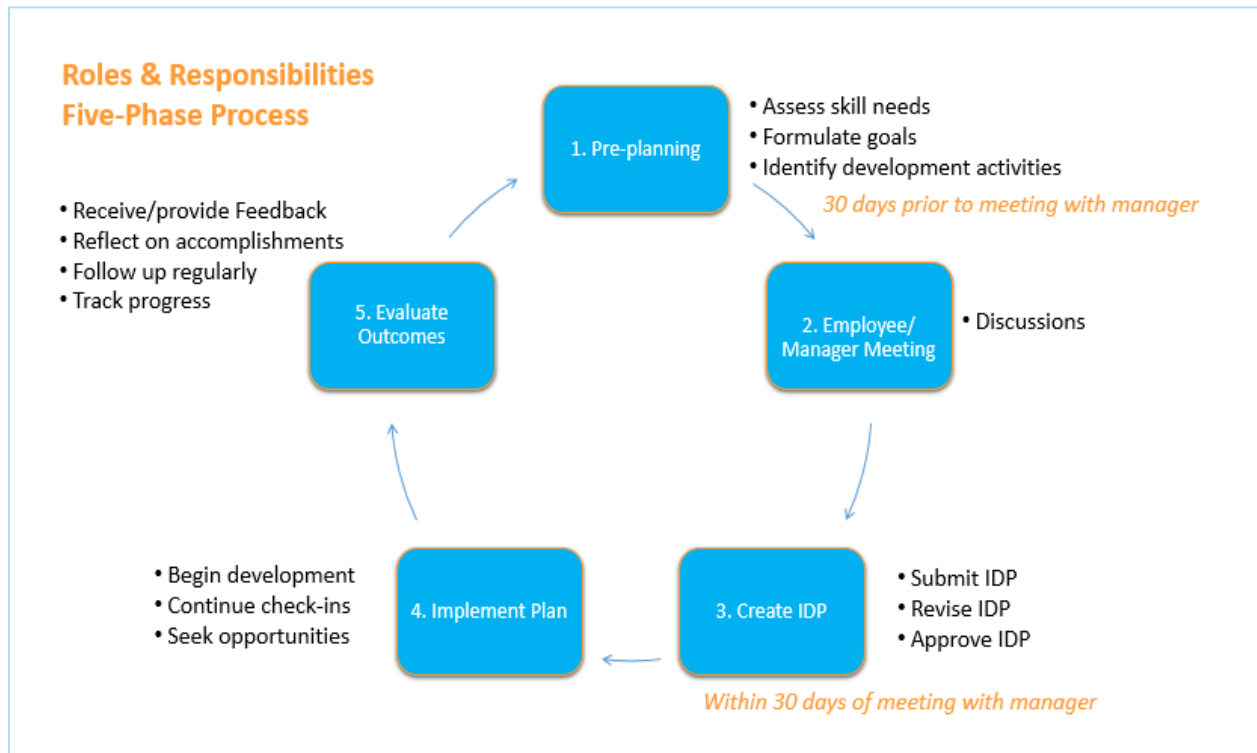 Roles & Responsibilities
Five-Phase Process
1. Pre-planning
• Assess skill needs
• Formulate goals
• Identify development activities
30 days prior to meeting with manager
2. Employee/
Manager Meeting
• Discussions
3. Create IDP
• Submit IDP
• Revise IDP
• Approve IDP
Within 30 days of meeting with manager
4. Implement Plan
• Begin development
• Continue check-ins
• Seek opportunities
5. Evaluate
Outcomes
• Receive/provide Feedback
• Reflect on accomplishments
• Follow up regularly
• Track progress